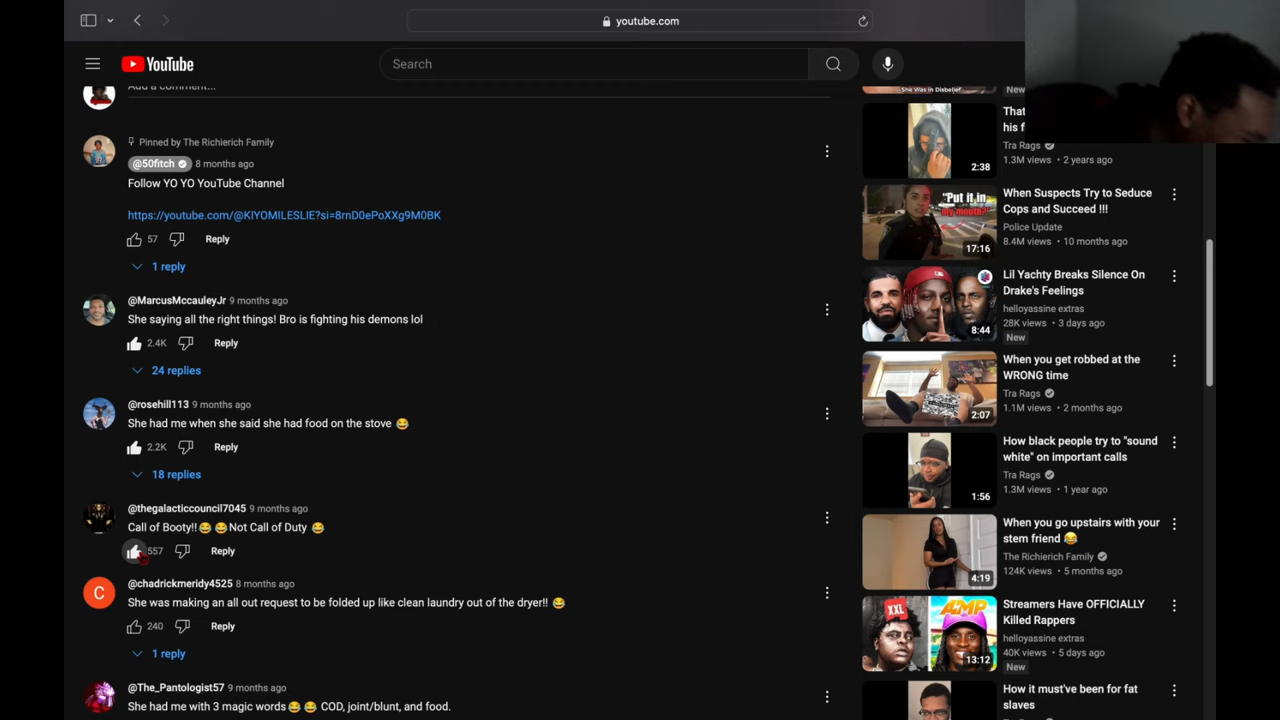 youtube.com
YouTube
Search
Add a comment...
Pinned by The Richierich Family
@50fitch
8 months ago
Follow YO YO YouTube Channel
https://youtube.com/@KIYOMILESLIE?si=8rnD0ePoXXg9M0BK
57
Reply
1 reply
@MarcusMccauleyJr 9 months ago
She saying all the right things! Bro is fighting his demons lol
2.4K
Reply
24 replies
@rosehill113 9 months ago
She had me when she said she had food on the stove 😂
2.2K
Reply
18 replies
@thegalacticcouncil7045 9 months ago
Call of Booty!!😂😂Not Call of Duty 😂
557
Reply
C
@chadrickmeridy4525 8 months ago
She was making an all out request to be folded up like clean laundry out of the dryer!! 😂
240
Reply
1 reply
@The_Pantologist57 9 months ago
She had me with 3 magic words😂😂 COD, joint/blunt, and food.
She Was in Disbelief
New
That
his f
Tra Rags
1.3M views • 2 years ago
2:38
"Put it in
my mouth?"
17:16
When Suspects Try to Seduce
Cops and Succeed !!!
Police Update
8.4M views • 10 months ago
8:44
Lil Yachty Breaks Silence On
Drake's Feelings
helloyassine extras
28K views • 3 days ago
New
2:07
When you get robbed at the
WRONG time
Tra Rags
1.1M views • 2 months ago
1:56
How black people try to "sound
white" on important calls
Tra Rags
1.3M views • 1 year ago
4:19
When you go upstairs with your
stem friend 😂
The Richierich Family
124K views • 5 months ago
XXL
AMP
13:12
Streamers Have OFFICIALLY
Killed Rappers
helloyassine extras
40K views • 5 days ago
New
How it must've been for fat
slaves